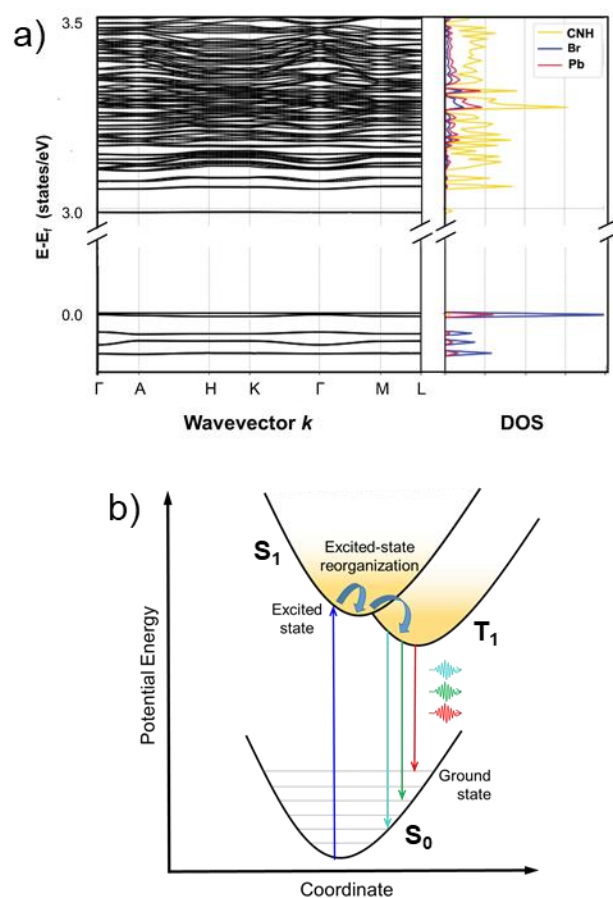 a)
3.5
3.0
0.0
E-Ef (states/eV)
CNH
Br
Pb
Γ A H K Γ M L
Wavevector k
DOS
b)
S1
Excited-state
reorganization
Excited
state
T1
Ground
state
S0
Potential Energy
Coordinate